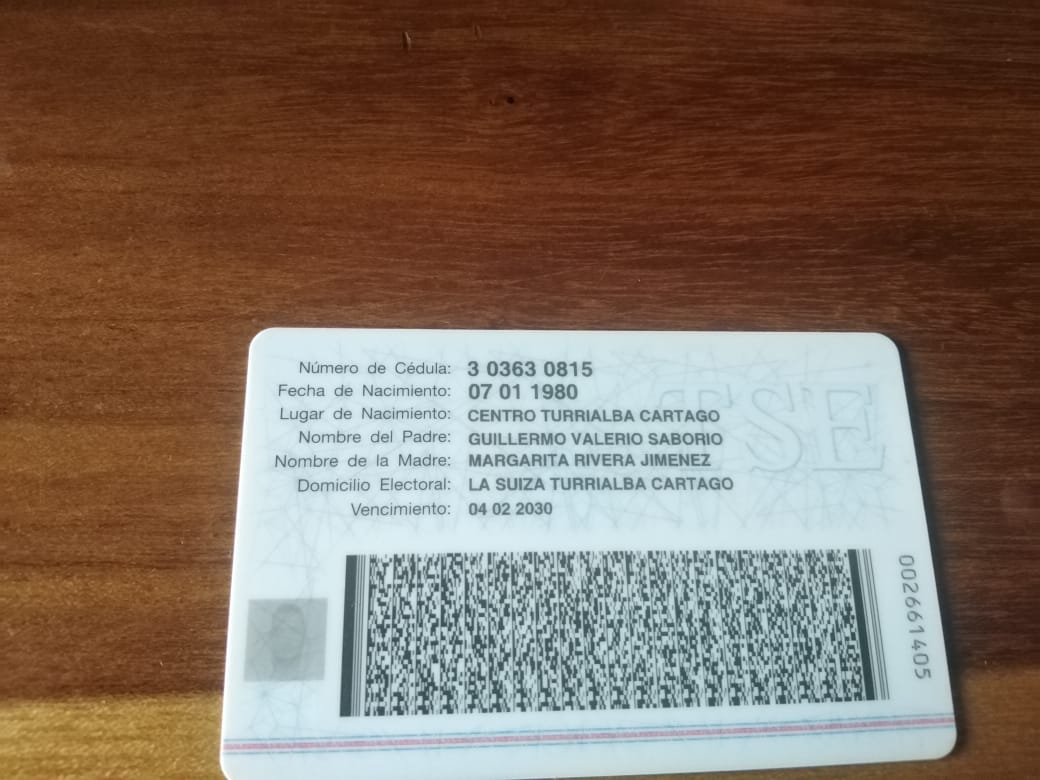 Número de Cédula: 3 0363 0815
Fecha de Nacimiento: 07 01 1980
Lugar de Nacimiento: CENTRO TURRIALBA CARTAGO
Nombre del Padre: GUILLERMO VALERIO SABORIO
Nombre de la Madre: MARGARITA RIVERA JIMENEZ
Domicilio Electoral: LA SUIZA TURRIALBA CARTAGO
Vencimiento: 04 02 2030
TSE
002661405